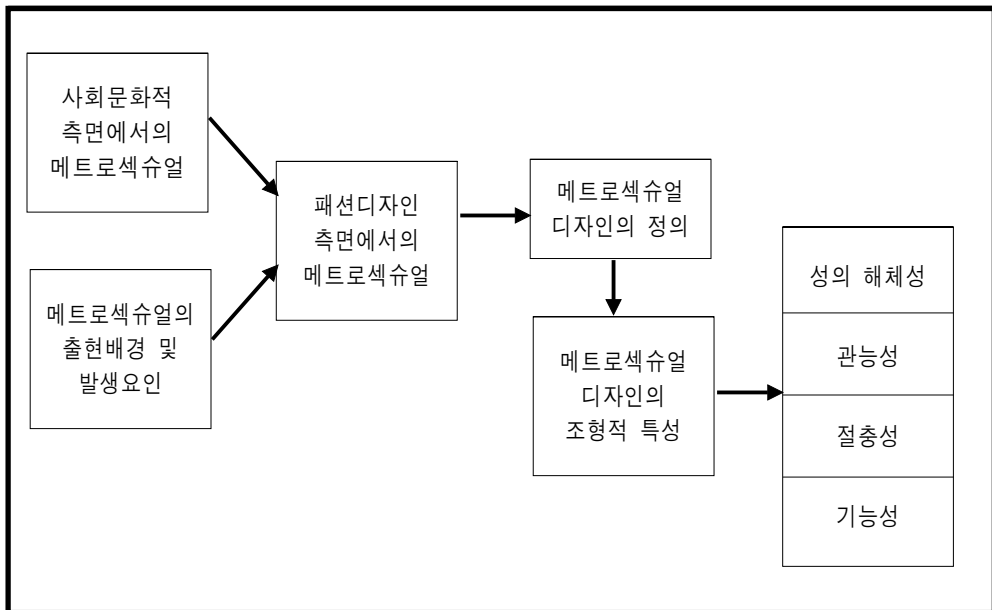 사회문화적
측면에서의
메트로섹슈얼
메트로섹슈얼의
출현배경 및
발생요인
패션디자인
측면에서의
메트로섹슈얼
메트로섹슈얼
디자인의 정의
메트로섹슈얼
디자인의
조형적 특성
성의 해체성
관능성
절충성
기능성